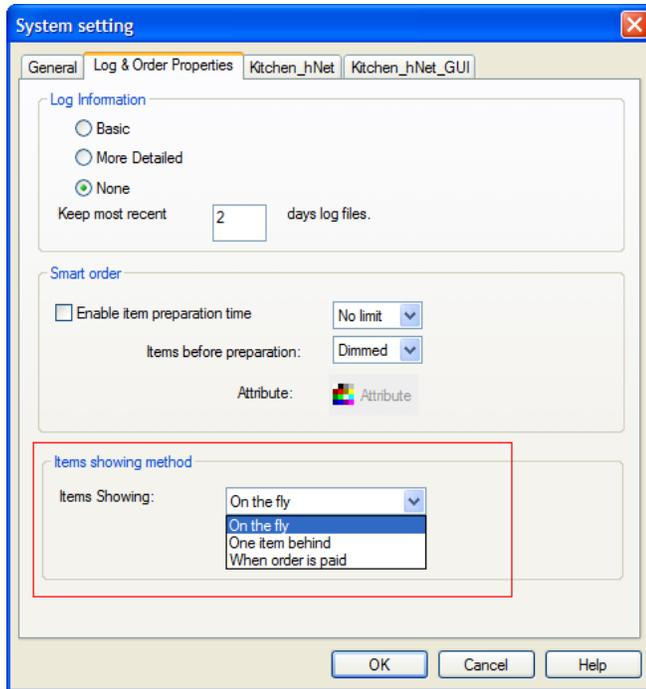 System setting
General Log & Order Properties Kitchen_hNet Kitchen_hNet_GUI
Log Information
Basic
More Detailed
None
Keep most recent 2 days log files.
Smart order
Enable item preparation time No limit
Items before preparation: Dimmed
Attribute: Attribute
Items showing method
Items Showing: On the fly
On the fly
One item behind
When order is paid
OK Cancel Help